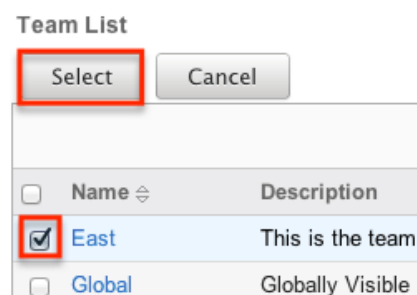 Team List
Select Cancel
Name Description
East This is the team
Global Globally Visible